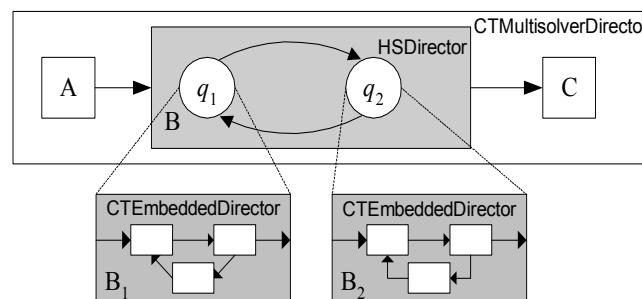 CTMultisolverDirecto
HSDirector
A
q1
q2
C
B
CTEmbeddedDirector
CTEmbeddedDirector
B1
B2